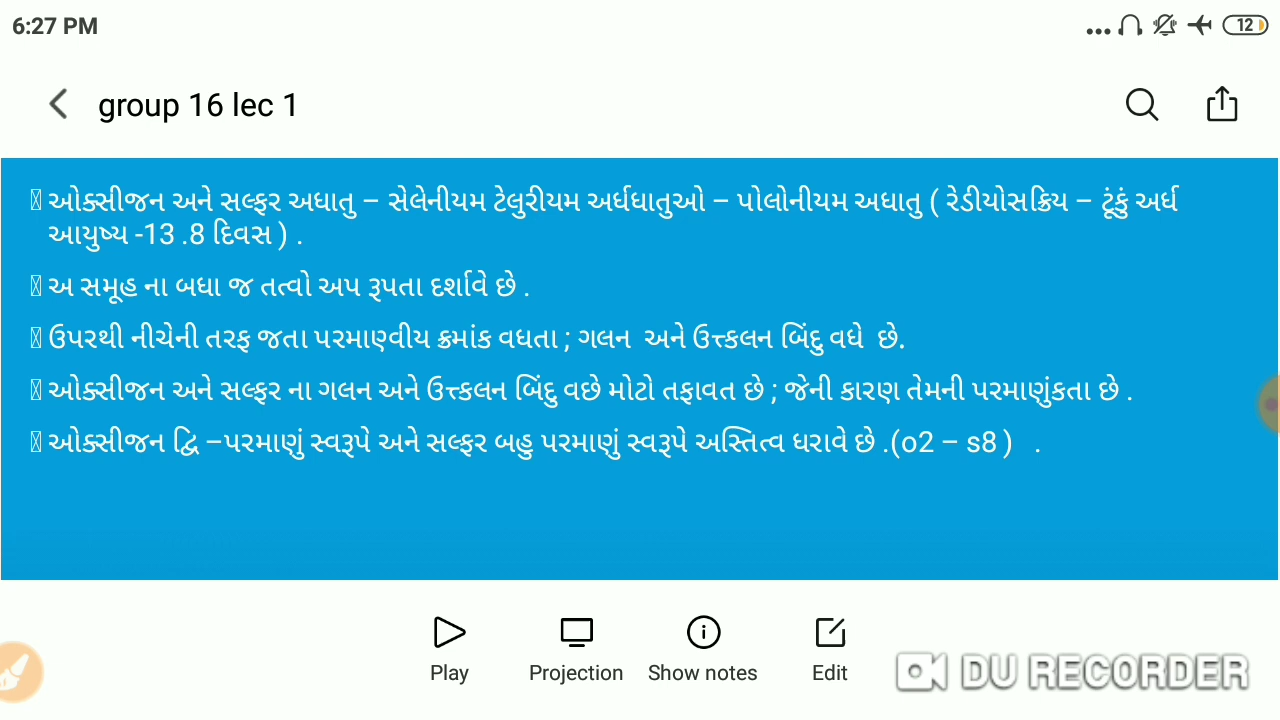 6:27 PM
12
group 16 lec 1
ઓક્સીજન અને સલ્ફર અધાતુ – સેલેનીયમ ટેલુરીયમ અર્ધધાતુઓ – પોલોનીયમ અધાતુ ( રેડીયોસક્રિય – ટૂંકું અર્ધ
આયુષ્ય -13 .8 દિવસ ) .
અ સમૂહ ના બધા જ તત્વો અપ રૂપતા દર્શાવે છે .
ઉપરથી નીચેની તરફ જતા પરમાણ્વીય ક્રમાંક વધતા ; ગલન અને ઉત્ત્કલન બિંદુ વધે છે.
ઓક્સીજન અને સલ્ફર ના ગલન અને ઉત્ત્કલન બિંદુ વછે મોટો તફાવત છે ; જેની કારણ તેમની પરમાણુંકતા છે .
ઓક્સીજન દ્વિ –પરમાણું સ્વરૂપે અને સલ્ફર બહુ પરમાણું સ્વરૂપે અસ્તિત્વ ધરાવે છે .(o2 – s8 ) .
Play Projection Show notes Edit
DU RECORDER